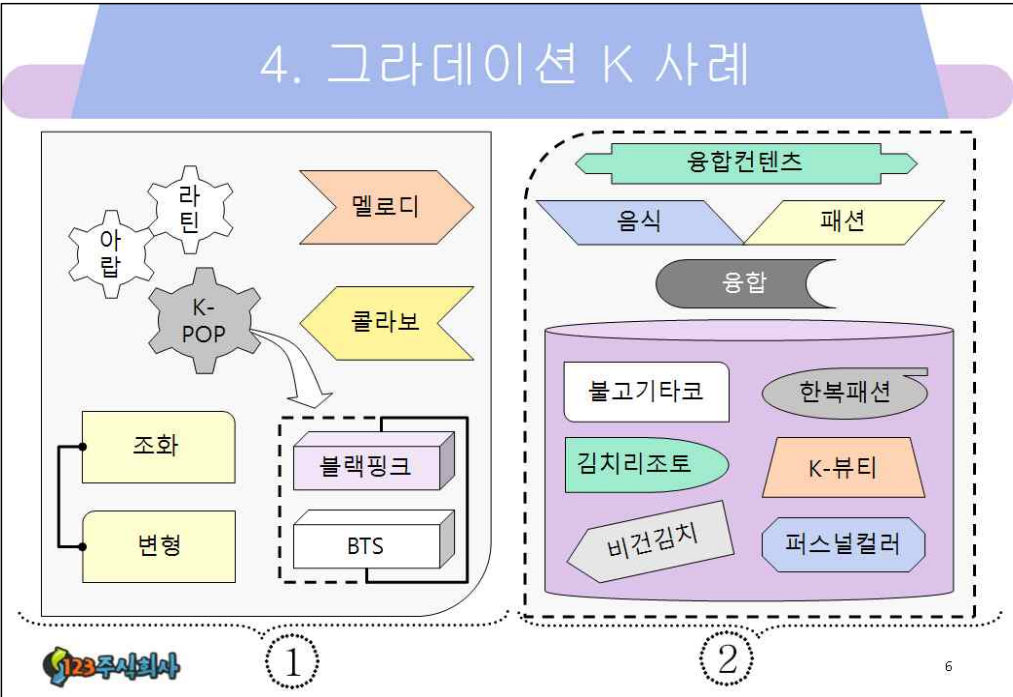 4. 그라데이션 K 사례
라
틴
아
랍
K-
POP
멜로디
콜라보
조화
변형
블랙핑크
BTS
융합컨텐츠
음식
패션
융합
불고기타코
한복패션
김치리조토
K-뷰티
비건김치
퍼스널컬러
①
②
123주식회사
6